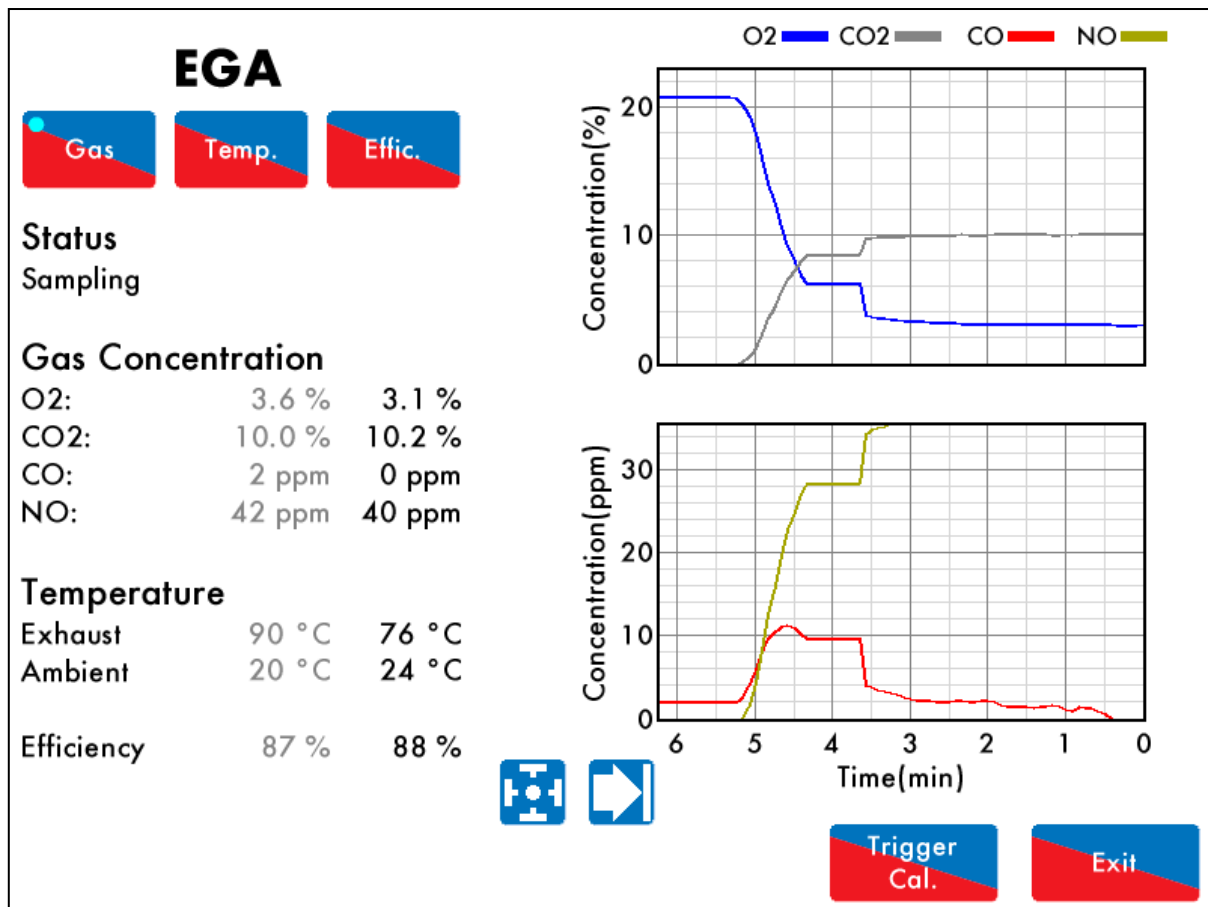 EGA
Gas Temp. Effic.
Status
Sampling
Gas Concentration
O2: 3.6 % 3.1 %
CO2: 10.0 % 10.2 %
CO: 2 ppm 0 ppm
NO: 42 ppm 40 ppm
Temperature
Exhaust 90 °C 76 °C
Ambient 20 °C 24 °C
Efficiency 87 % 88 %
O2 CO2 CO NO
Concentration(%)
20
10
0
Concentration(ppm)
30
20
10
0
6 5 4 3 2 1 0
Time(min)
Trigger
Cal.
Exit